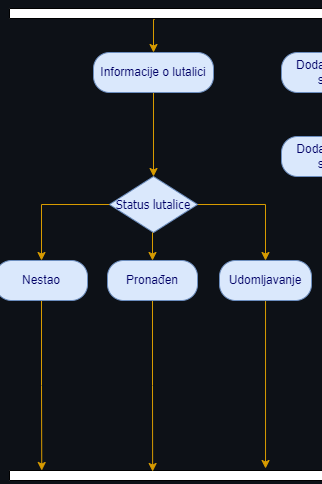 Informacije o lutalici
Status lutalice
Nestao
Pronađen
Udomljavanje